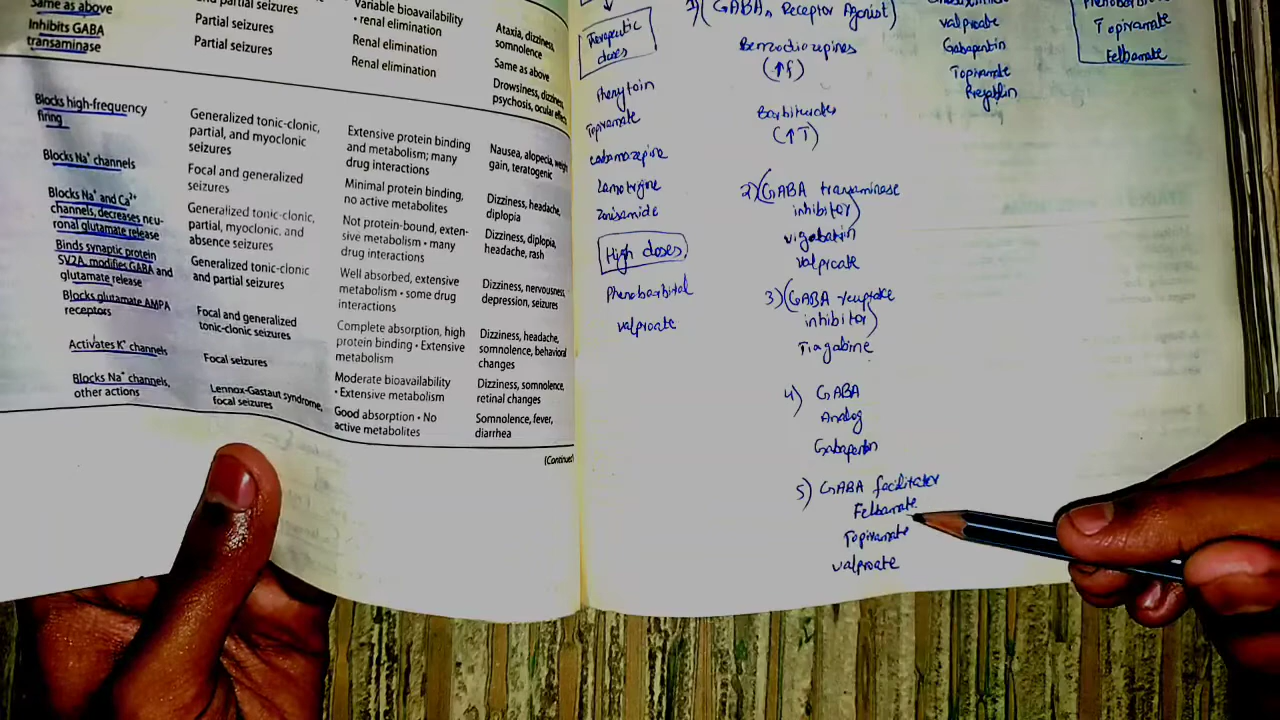 Same as above
Inhibits GABA
transaminase
partial seizures
Partial seizures
Partial seizures
Variable bioavailability
• renal elimination
Renal elimination
Renal elimination
Ataxia, dizziness,
somnolence
Same as above
Drowsiness, dizziness,
psychosis, ocular effects
Blocks high-frequency
firing
Generalized tonic-clonic,
partial, and myoclonic
seizures
Extensive protein binding
and metabolism; many
drug interactions
Nausea, alopecia, weight
gain, teratogenic
Blocks Na+ channels
Focal and generalized
seizures
Minimal protein binding,
no active metabolites
Dizziness, headache,
diplopia
Blocks Na+ and Ca2+
channels, decreases neu-
ronal glutamate release
Generalized tonic-clonic,
partial, myoclonic, and
absence seizures
Not protein-bound, exten-
sive metabolism • many
drug interactions
Dizziness, diplopia,
headache, rash
Binds synaptic protein
SV2A, modifies GABA and
glutamate release
Generalized tonic-clonic
and partial seizures
Well absorbed, extensive
metabolism • some drug
interactions
Dizziness, nervousness,
depression, seizures
Blocks glutamate AMPA
receptors
Focal and generalized
tonic-clonic seizures
Complete absorption, high
protein binding • Extensive
metabolism
Dizziness, headache,
somnolence, behavioral
changes
Activates K+ channels
Focal seizures
Moderate bioavailability
• Extensive metabolism
Dizziness, somnolence,
retinal changes
Blocks Na+ channels,
other actions
Lennox-Gastaut syndrome,
focal seizures
Good absorption • No
active metabolites
Somnolence, fever,
diarrhea
(Continued
Therapeutic
doses
Phenytoin
Topiramate
Lamotrigine
Zonisamide
High doses
Phenobarbital
valproate
1) (GABAA Receptor Agonist)
Benzodiazepines
(↑f)
Barbiturates
(↑T)
2) (GABA transaminase
inhibitor)
vigabatrin
valproate
3) (GABA reuptake
inhibitor)
Tiagabine
4) GABA
Analog
Gabapentin
5) GABA facilitator
Felbamate
Topiramate
valproate
valproate
Gabapentin
Topiramate
Topiramate
Felbamate